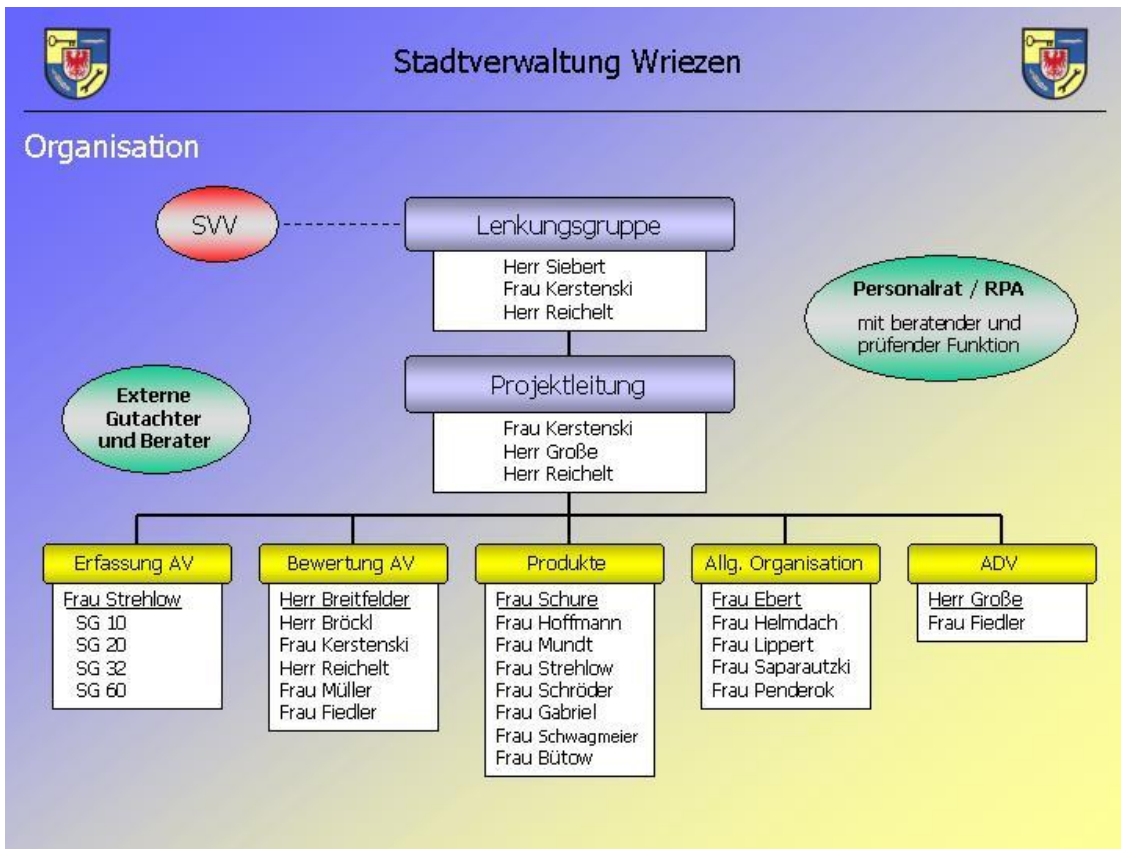 Stadtverwaltung Wriezen
Organisation
SVV
Lenkungsgruppe
Herr Siebert
Frau Kerstenski
Herr Reichelt
Personalrat / RPA
mit beratender und
prüfender Funktion
Projektleitung
Frau Kerstenski
Herr Große
Herr Reichelt
Externe
Gutachter
und Berater
Erfassung AV
Frau Strehlow
SG 10
SG 20
SG 32
SG 60
Bewertung AV
Herr Breitfelder
Herr Bröckl
Frau Kerstenski
Herr Reichelt
Frau Müller
Frau Fiedler
Produkte
Frau Schure
Frau Hoffmann
Frau Mundt
Frau Strehlow
Frau Schröder
Frau Gabriel
Frau Schwagmeier
Frau Bütow
Allg. Organisation
Frau Ebert
Frau Helmdach
Frau Lippert
Frau Saparautzki
Frau Penderok
ADV
Herr Große
Frau Fiedler